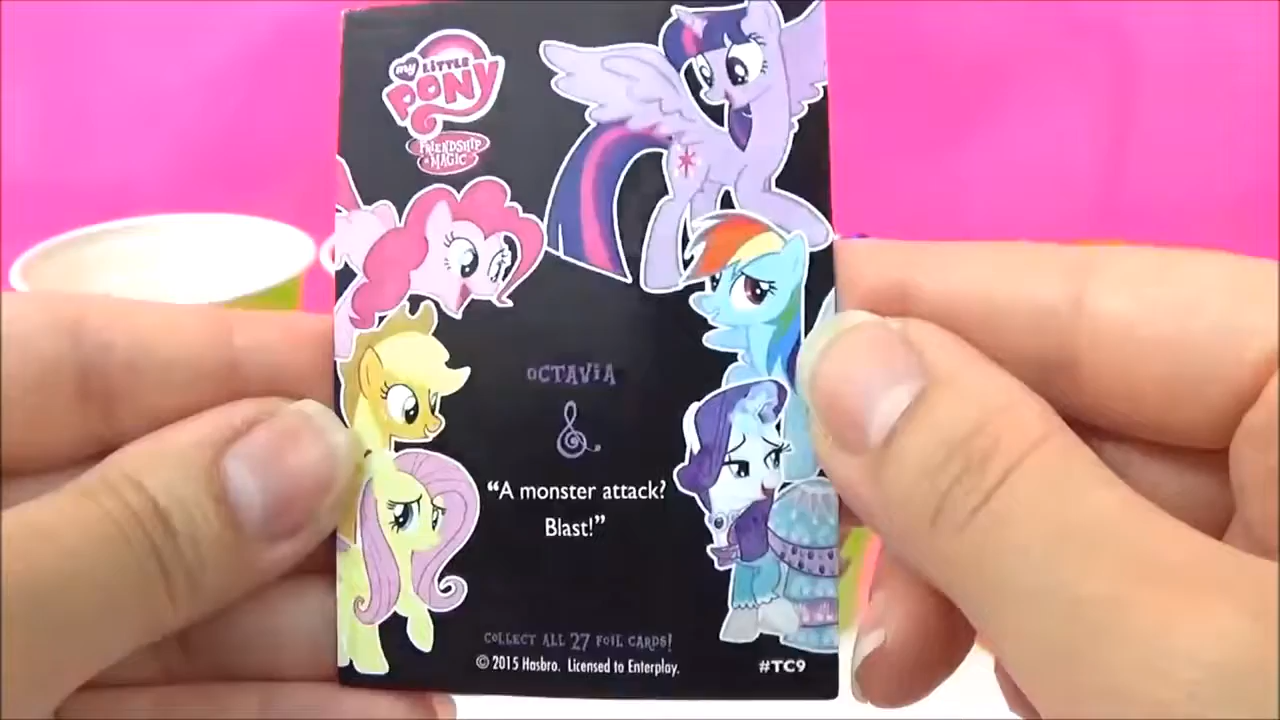 my LITTLE
PONY
FRIENDSHIP
is MAGIC
OCTAVIA
“A monster attack?
Blast!”
COLLECT ALL 27 FOIL CARDS!
© 2015 Hasbro. Licensed to Enterplay.
#TC9